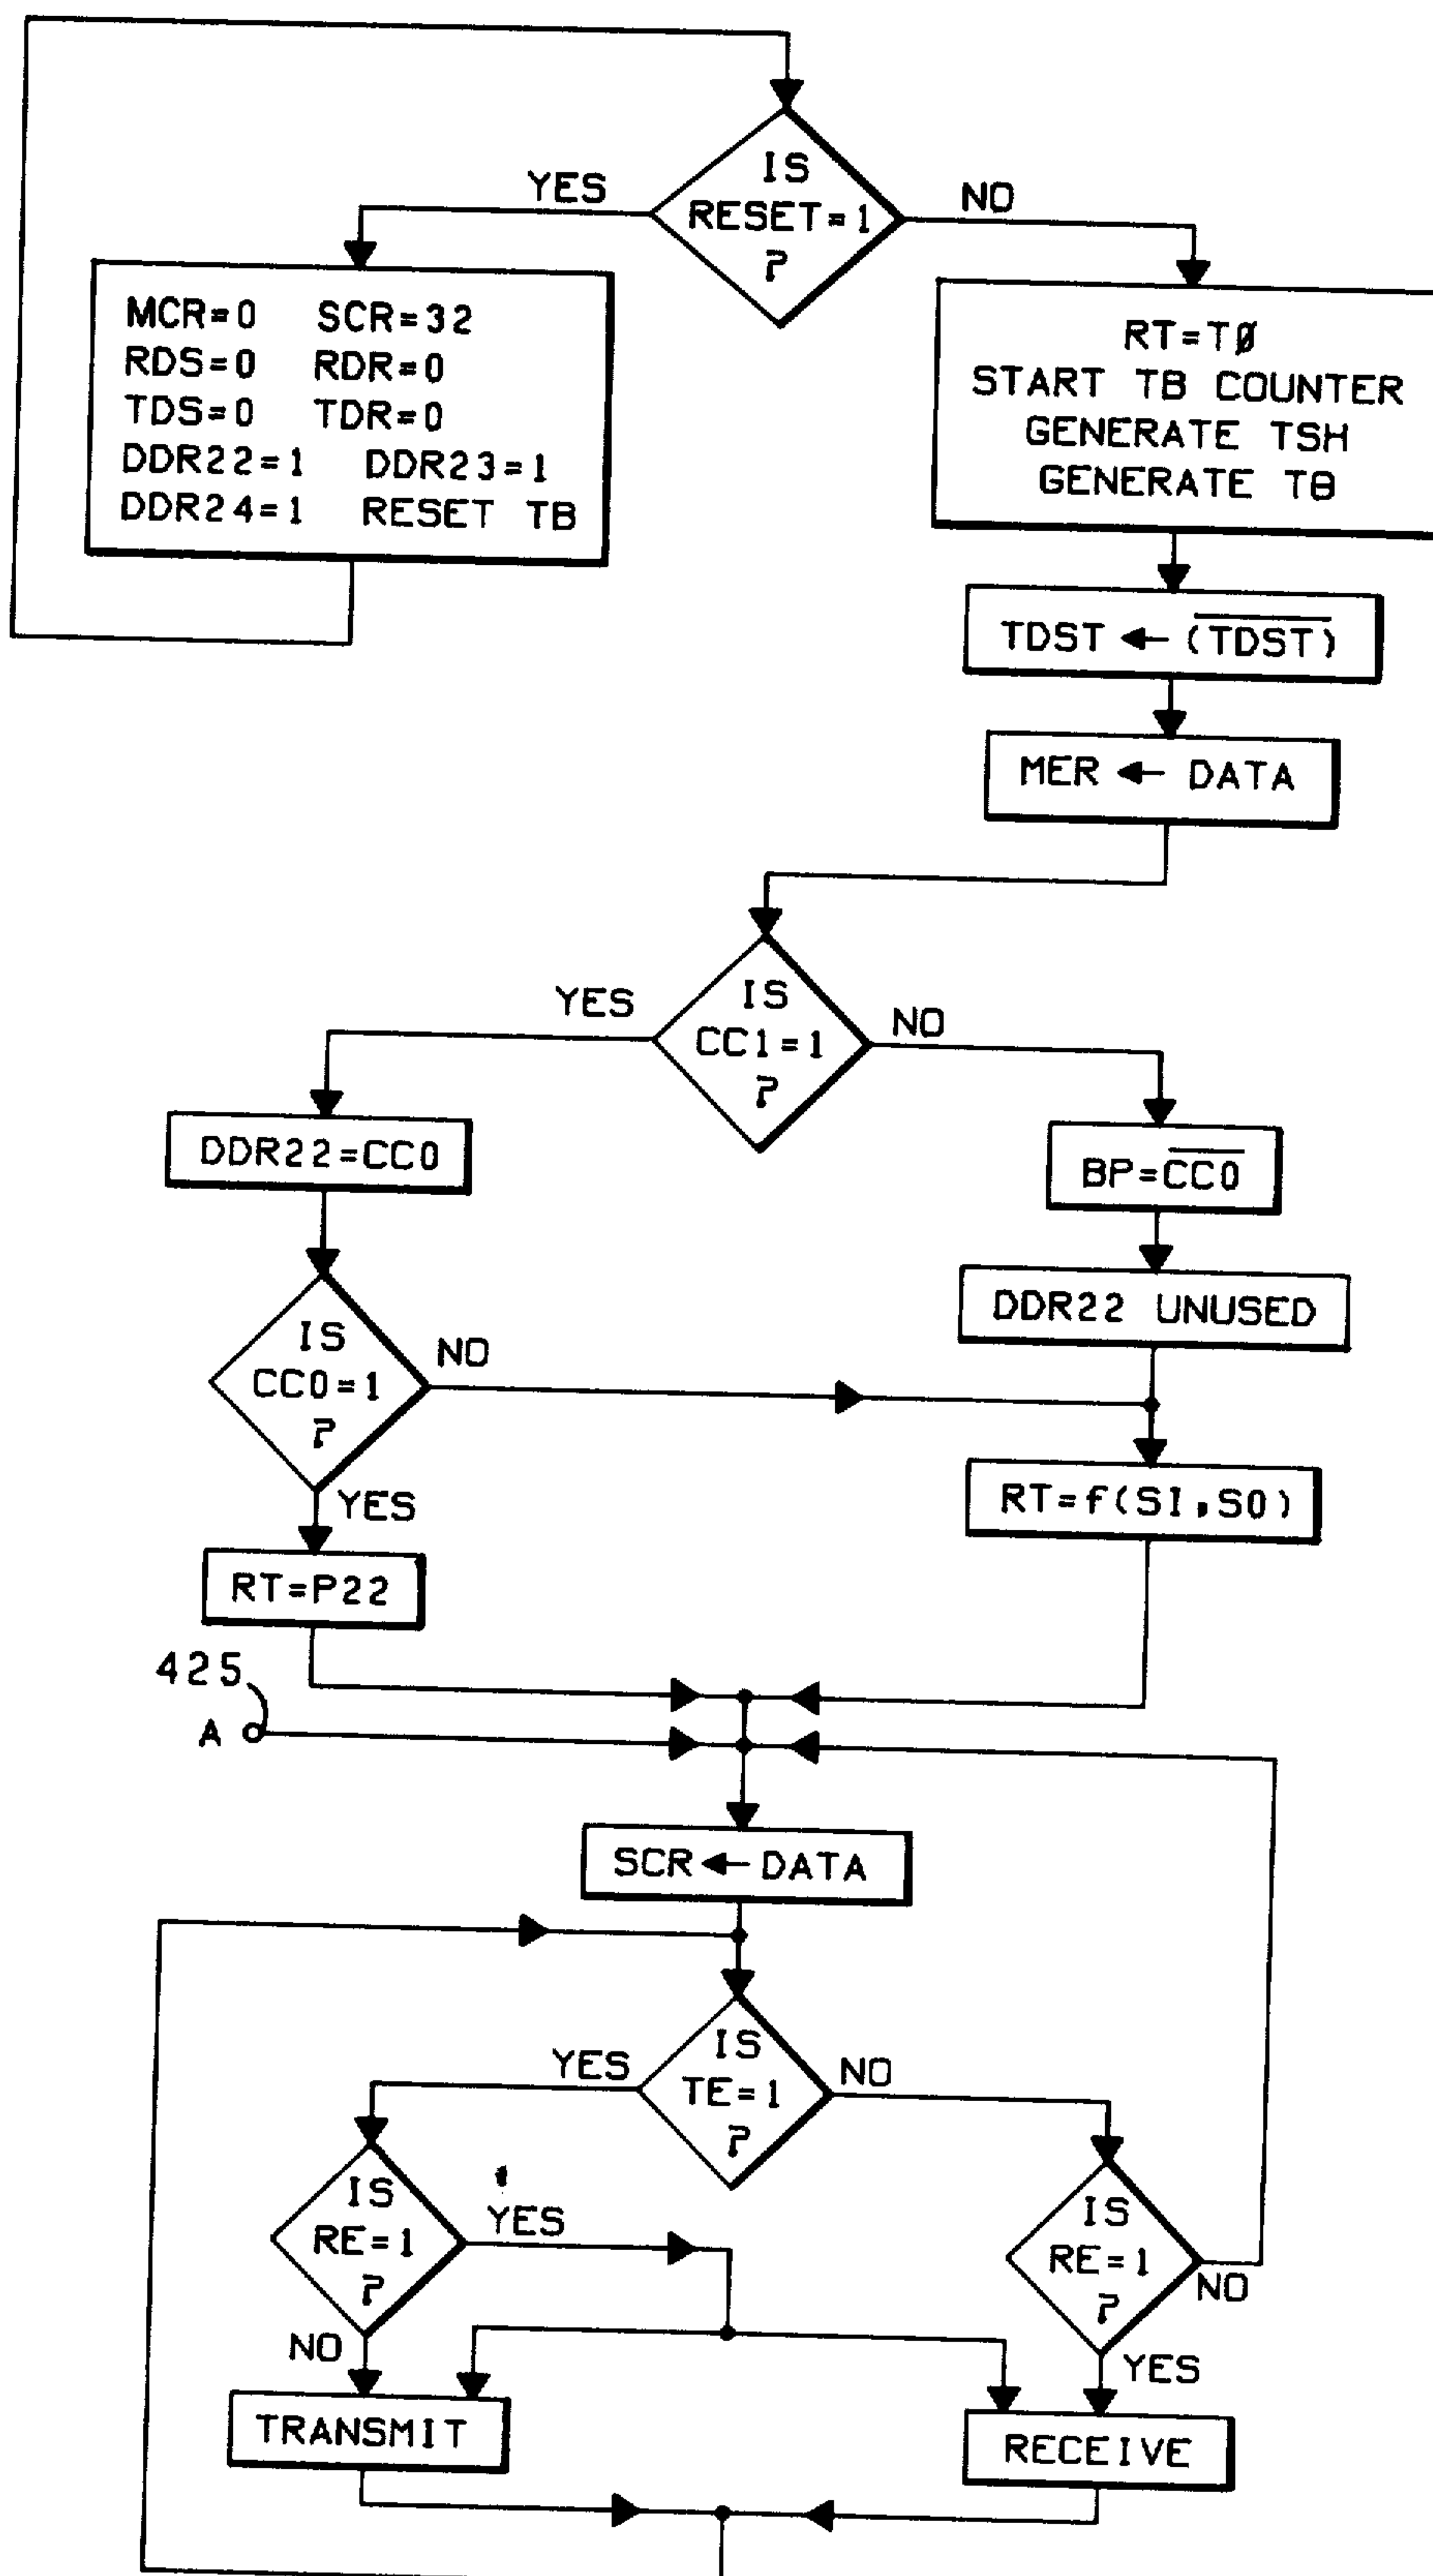 IS
RESET=1
?
YES
NO
MCR=0 SCR=32
RDS=0 RDR=0
TDS=0 TDR=0
DDR22=1 DDR23=1
DDR24=1 RESET TB
RT=TØ
START TB COUNTER
GENERATE TSH
GENERATE TB
TDST ← (TDST)
MER ← DATA
IS
CC1=1
?
YES
NO
DDR22=CC0
BP=CC0
DDR22 UNUSED
IS
CC0=1
?
NO
YES
RT=f(SI,S0)
RT=P22
425
A
SCR ← DATA
IS
TE=1
?
YES
NO
IS
RE=1
?
YES
NO
IS
RE=1
?
NO
YES
TRANSMIT
RECEIVE